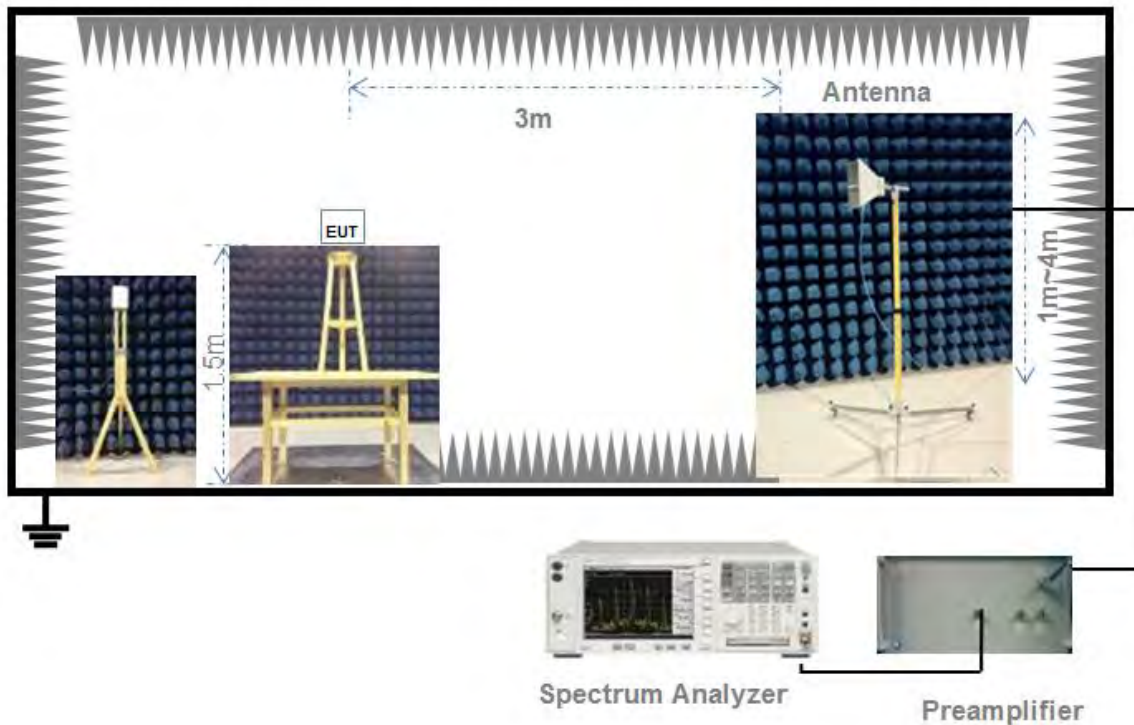 Antenna
3m
EUT
1.5m
1m~4m
Spectrum Analyzer
Preamplifier